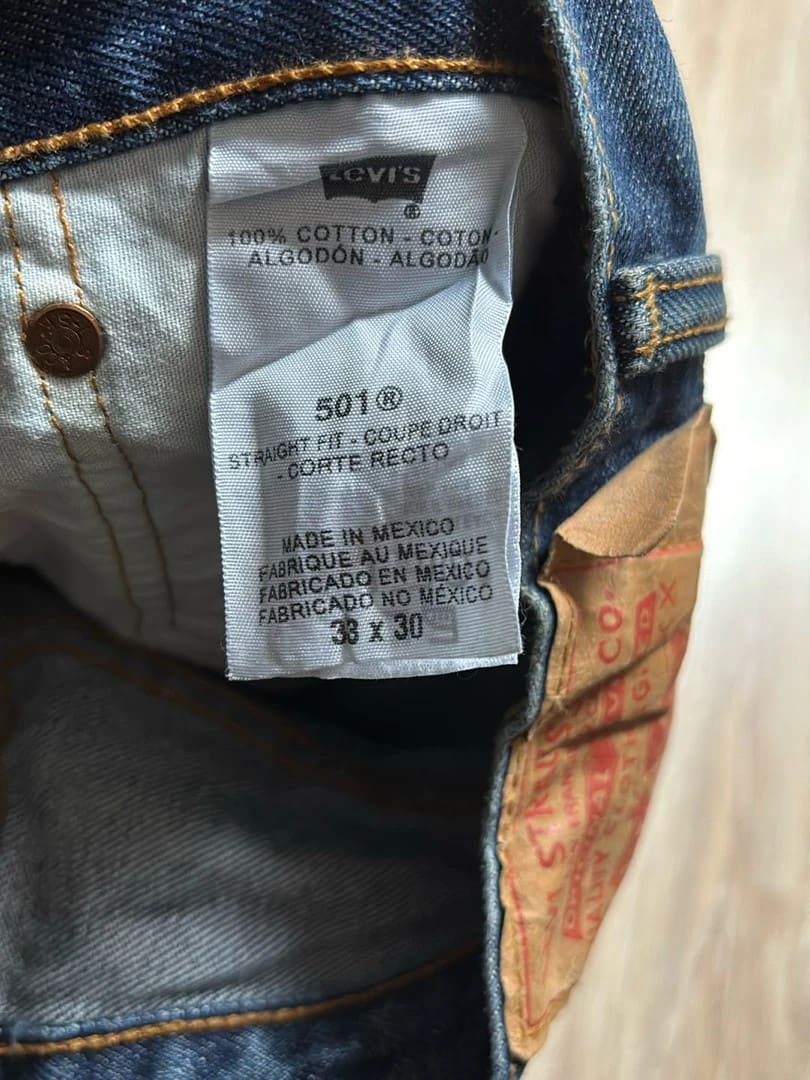 Levi's
®
100% COTTON - COTON -
ALGODÓN - ALGODÃO
501®
STRAIGHT FIT - COUPE DROIT
- CORTE RECTO
MADE IN MEXICO
FABRIQUE AU MEXIQUE
FABRICADO EN MEXICO
FABRICADO NO MÉXICO
33 x 30
CO